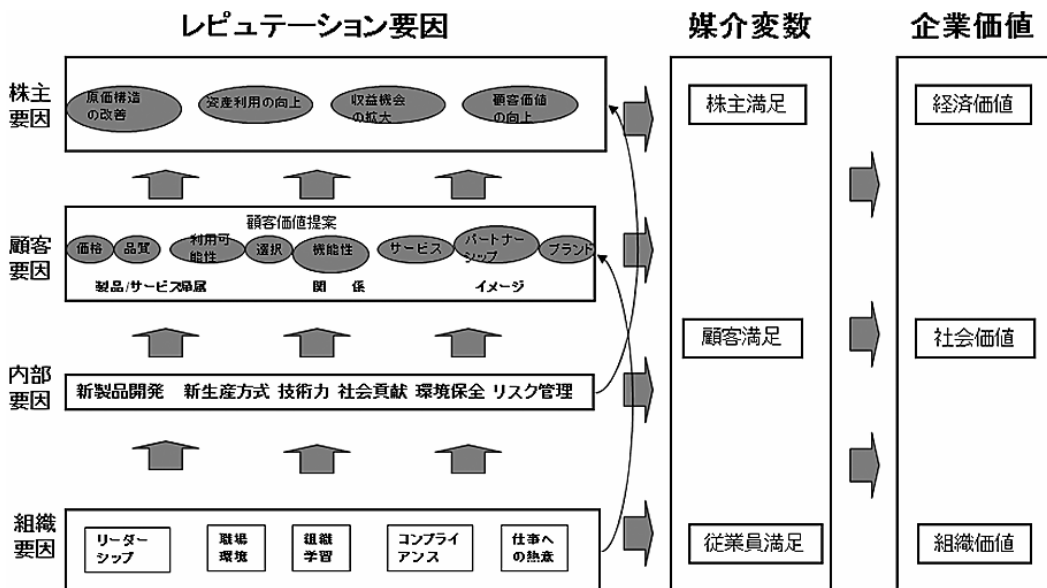 レピュテーション要因
媒介変数
企業価値
株主
要因
原価構造
の改善
資産利用の向上
収益機会
の拡大
顧客価値
の向上
株主満足
経済価値
顧客
要因
顧客価値提案
価格
品質
利用可
能性
選択
機能性
サービス
パートナー
シップ
ブランド
製品/サービス
関 係
イメージ
顧客満足
社会価値
内部
要因
新製品開発 新生産方式 技術力 社会貢献 環境保全 リスク管理
組織
要因
リーダー
シップ
職場
環境
組織
学習
コンプライ
アンス
仕事へ
の熱意
従業員満足
組織価値